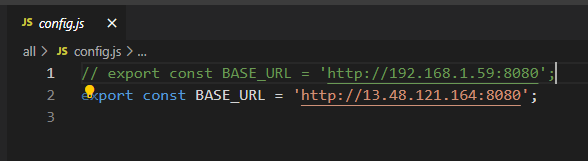 JS config.js ×
all > JS config.js > ...
1 // export const BASE_URL = 'http://192.168.1.59:8080';
2 export const BASE_URL = 'http://13.48.121.164:8080';
3